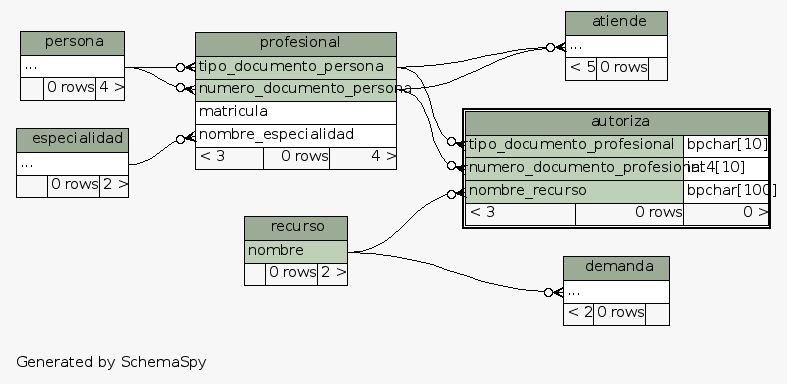 persona
...
0 rows 4 >
especialidad
...
0 rows 2 >
profesional
tipo_documento_persona
numero_documento_persona
matricula
nombre_especialidad
< 3 0 rows 4 >
recurso
nombre
0 rows 2 >
atiende
...
< 5 0 rows
autoriza
tipo_documento_profesional bpchar[10]
numero_documento_profesional int4[10]
nombre_recurso bpchar[100]
< 3 0 rows 0 >
demanda
...
< 2 0 rows
Generated by SchemaSpy